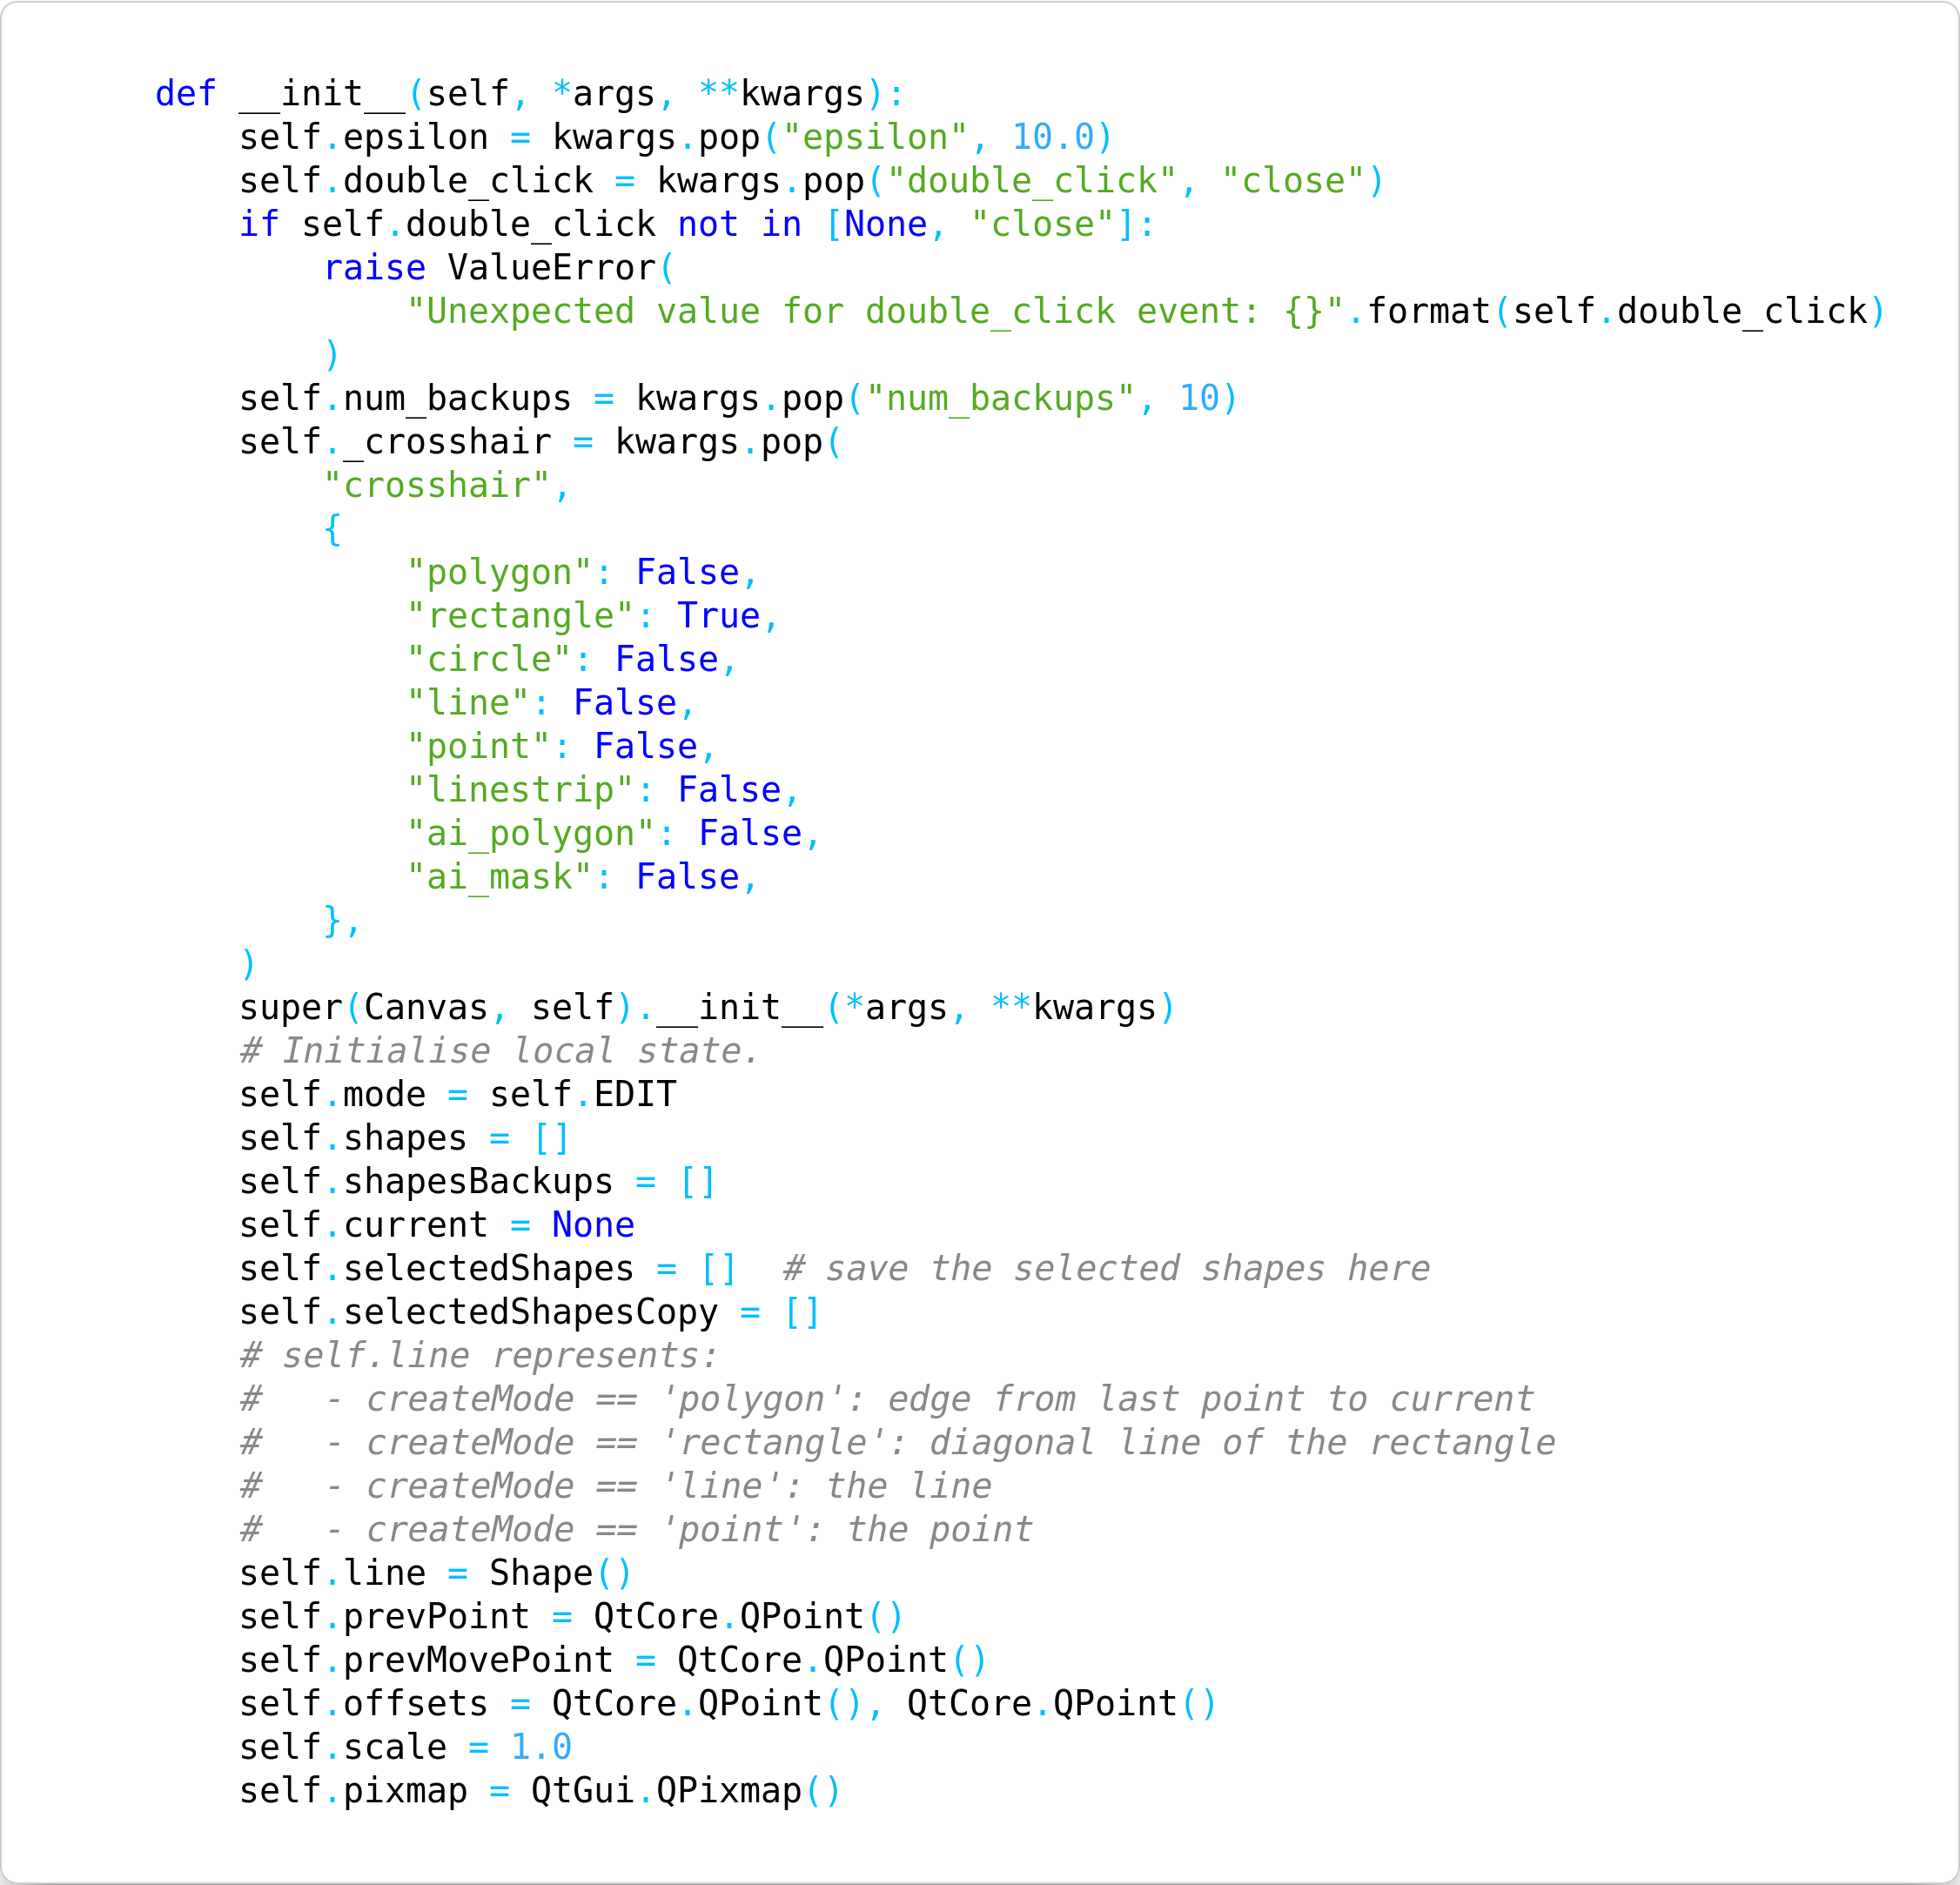 def __init__(self, *args, **kwargs):
    self.epsilon = kwargs.pop("epsilon", 10.0)
    self.double_click = kwargs.pop("double_click", "close")
    if self.double_click not in [None, "close"]:
        raise ValueError(
            "Unexpected value for double_click event: {}".format(self.double_click)
        )
    self.num_backups = kwargs.pop("num_backups", 10)
    self._crosshair = kwargs.pop(
        "crosshair",
        {
            "polygon": False,
            "rectangle": True,
            "circle": False,
            "line": False,
            "point": False,
            "linestrip": False,
            "ai_polygon": False,
            "ai_mask": False,
        },
    )
    super(Canvas, self).__init__(*args, **kwargs)
    # Initialise local state.
    self.mode = self.EDIT
    self.shapes = []
    self.shapesBackups = []
    self.current = None
    self.selectedShapes = []  # save the selected shapes here
    self.selectedShapesCopy = []
    # self.line represents:
    #   - createMode == 'polygon': edge from last point to current
    #   - createMode == 'rectangle': diagonal line of the rectangle
    #   - createMode == 'line': the line
    #   - createMode == 'point': the point
    self.line = Shape()
    self.prevPoint = QtCore.QPoint()
    self.prevMovePoint = QtCore.QPoint()
    self.offsets = QtCore.QPoint(), QtCore.QPoint()
    self.scale = 1.0
    self.pixmap = QtGui.QPixmap()